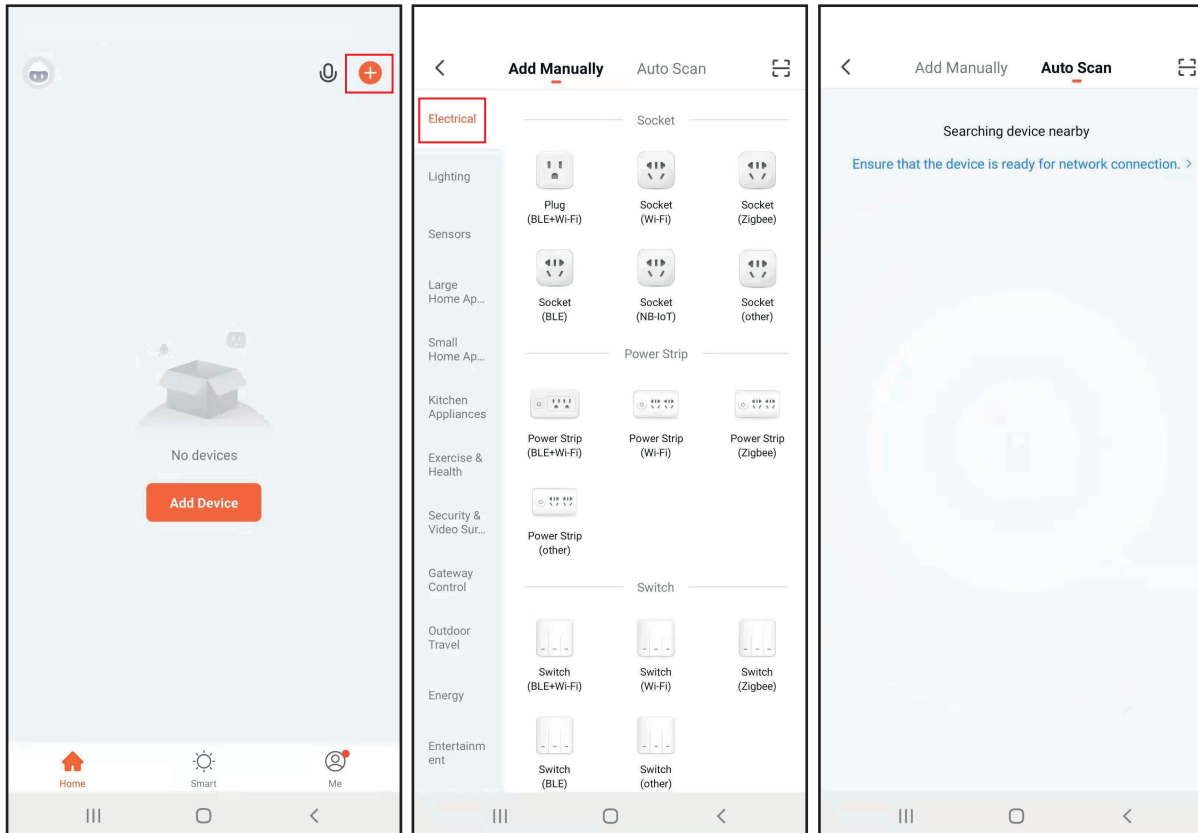 No devices
Add Device
Home
Smart
Me
Add Manually
Auto Scan
Electrical
Lighting
Sensors
Large
Home Ap...
Small
Home Ap...
Kitchen
Appliances
Exercise &
Health
Security &
Video Sur...
Gateway
Control
Outdoor
Travel
Energy
Entertainm
ent
Socket
Plug
(BLE+Wi-Fi)
Socket
(Wi-Fi)
Socket
(Zigbee)
Socket
(BLE)
Socket
(NB-IoT)
Socket
(other)
Power Strip
Power Strip
(BLE+Wi-Fi)
Power Strip
(Wi-Fi)
Power Strip
(Zigbee)
Power Strip
(other)
Switch
Switch
(BLE+Wi-Fi)
Switch
(Wi-Fi)
Switch
(Zigbee)
Switch
(BLE)
Switch
(other)
Add Manually
Auto Scan
Searching device nearby
Ensure that the device is ready for network connection. >